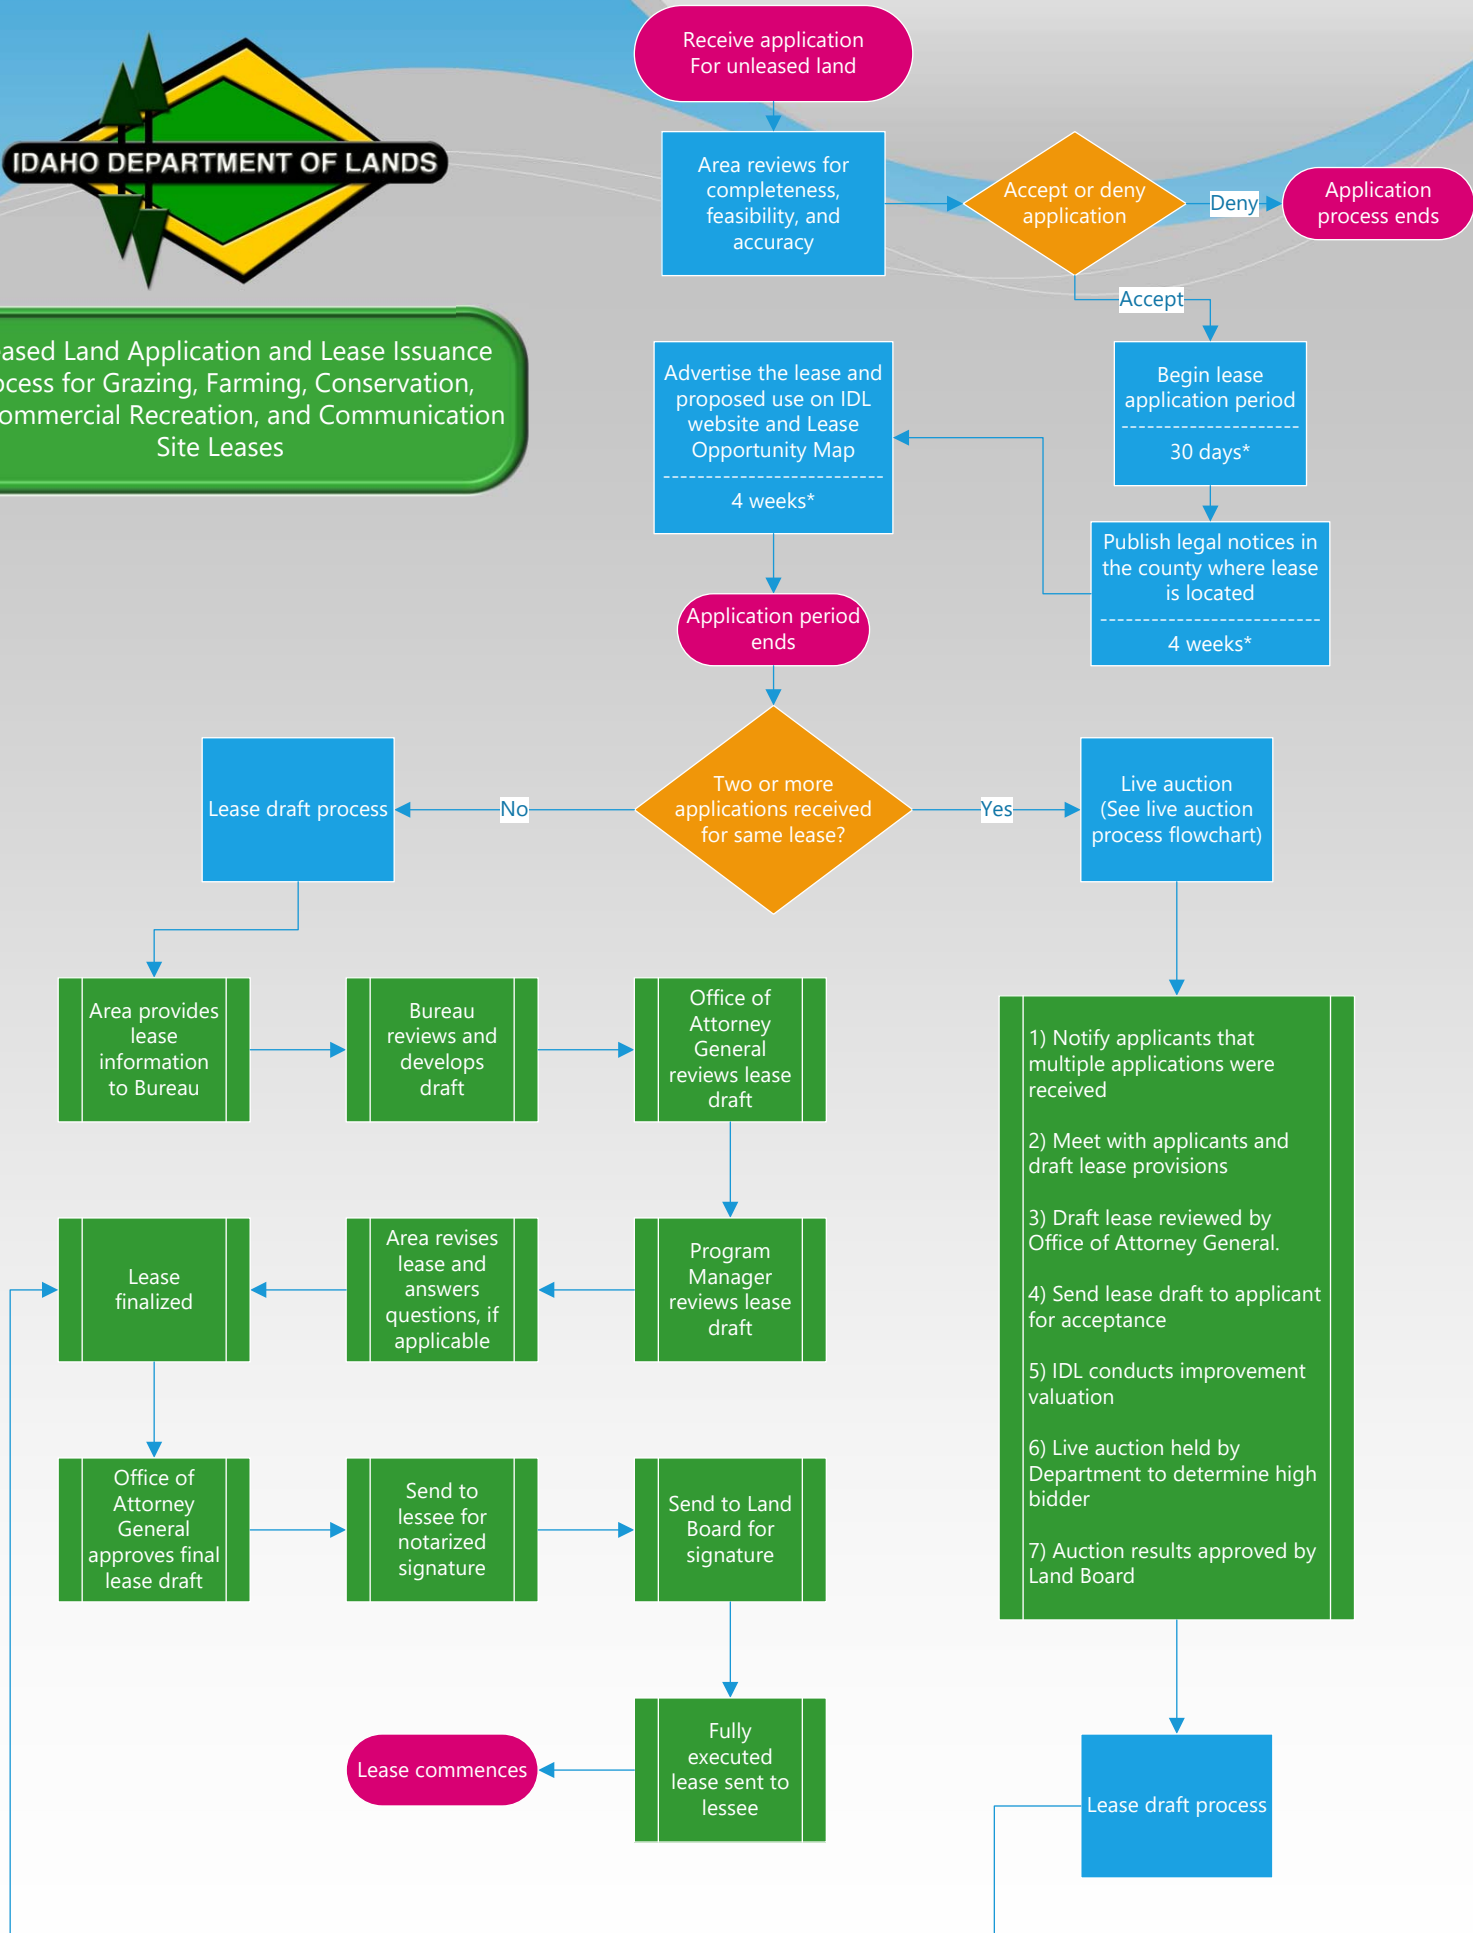 IDAHO DEPARTMENT OF LANDS
Land Application and Lease Issuance
for Grazing, Farming, Conservation,
Recreation, and Communication
Site Leases
Receive application
For unleased land
Area reviews for
completeness,
feasibility, and
accuracy
Accept or deny
application
Deny
Application
process ends
Accept
Begin lease
application period
30 days*
Publish legal notices in
the county where lease
is located
4 weeks*
Advertise the lease and
proposed use on IDL
website and Lease
Opportunity Map
4 weeks*
Application period
ends
Two or more
applications received
for same lease?
No
Yes
Lease draft process
Live auction
(See live auction
process flowchart)
Area provides
lease
information
to Bureau
Bureau
reviews and
develops
draft
Office of
Attorney
General
reviews lease
draft
Program
Manager
reviews lease
draft
Area revises
lease and
answers
questions, if
applicable
Lease
finalized
Office of
Attorney
General
approves final
lease draft
Send to
lessee for
notarized
signature
Send to Land
Board for
signature
Fully
executed
lease sent to
lessee
Lease commences
1) Notify applicants that
multiple applications were
received
2) Meet with applicants and
draft lease provisions
3) Draft lease reviewed by
Office of Attorney General.
4) Send lease draft to applicant
for acceptance
5) IDL conducts improvement
valuation
6) Live auction held by
Department to determine high
bidder
7) Auction results approved by
Land Board
Lease draft process